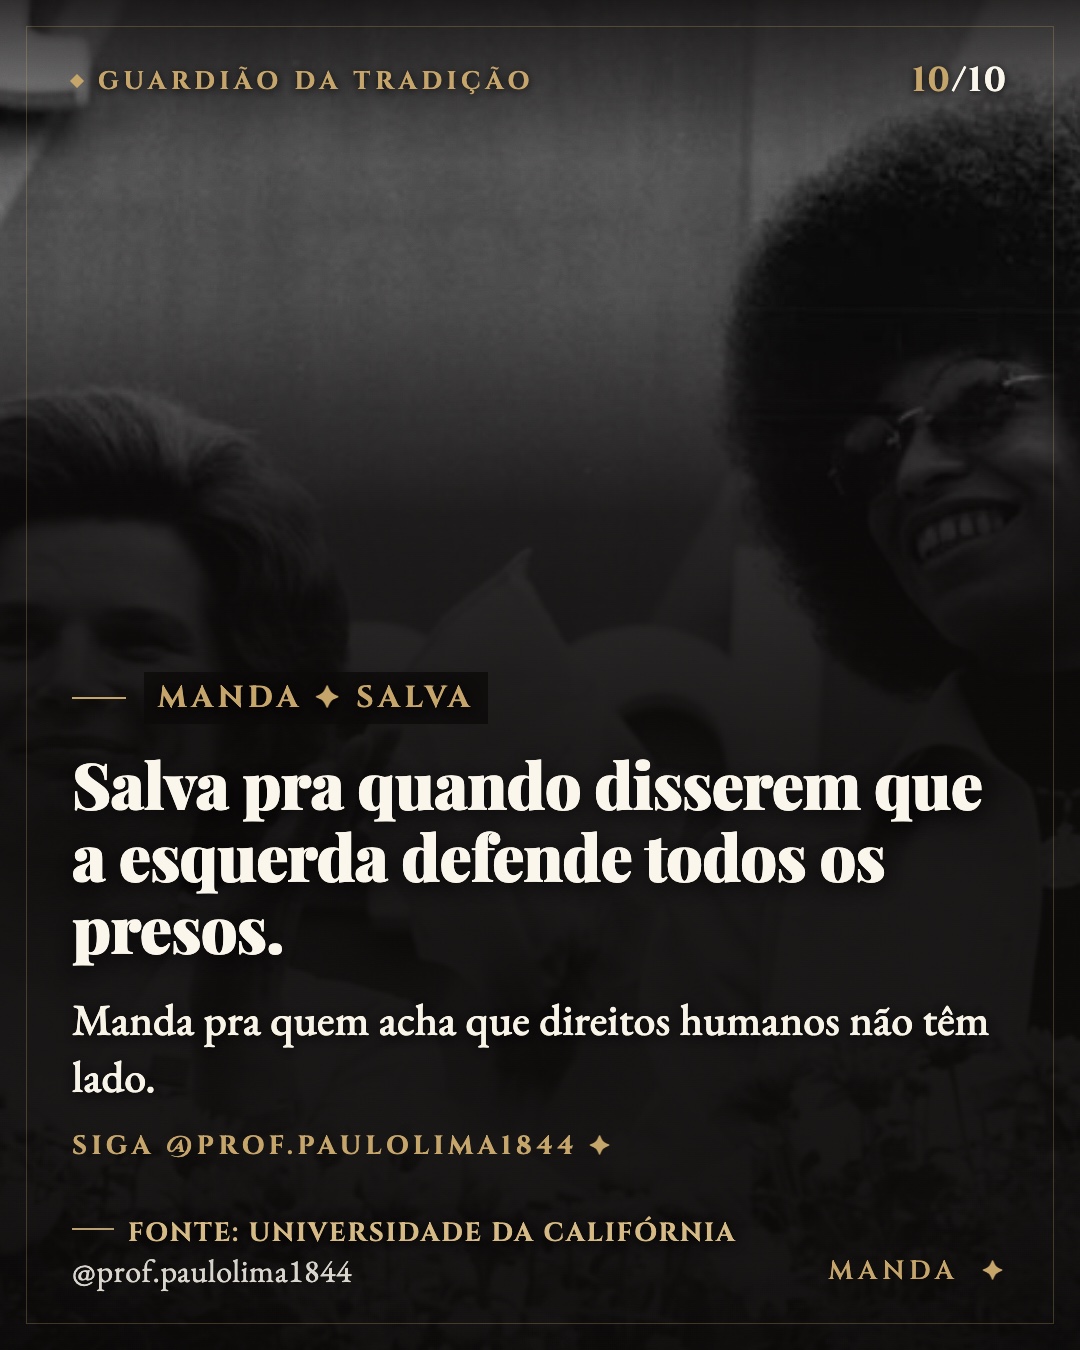 ◆ GUARDIÃO DA TRADIÇÃO
10/10
MANDA ✦ SALVA
Salva pra quando disserem que
a esquerda defende todos os
presos.
Manda pra quem acha que direitos humanos não têm
lado.
SIGA @PROF.PAULOLIMA1844 ✦
FONTE: UNIVERSIDADE DA CALIFÓRNIA
@prof.paulolima1844
MANDA ✦